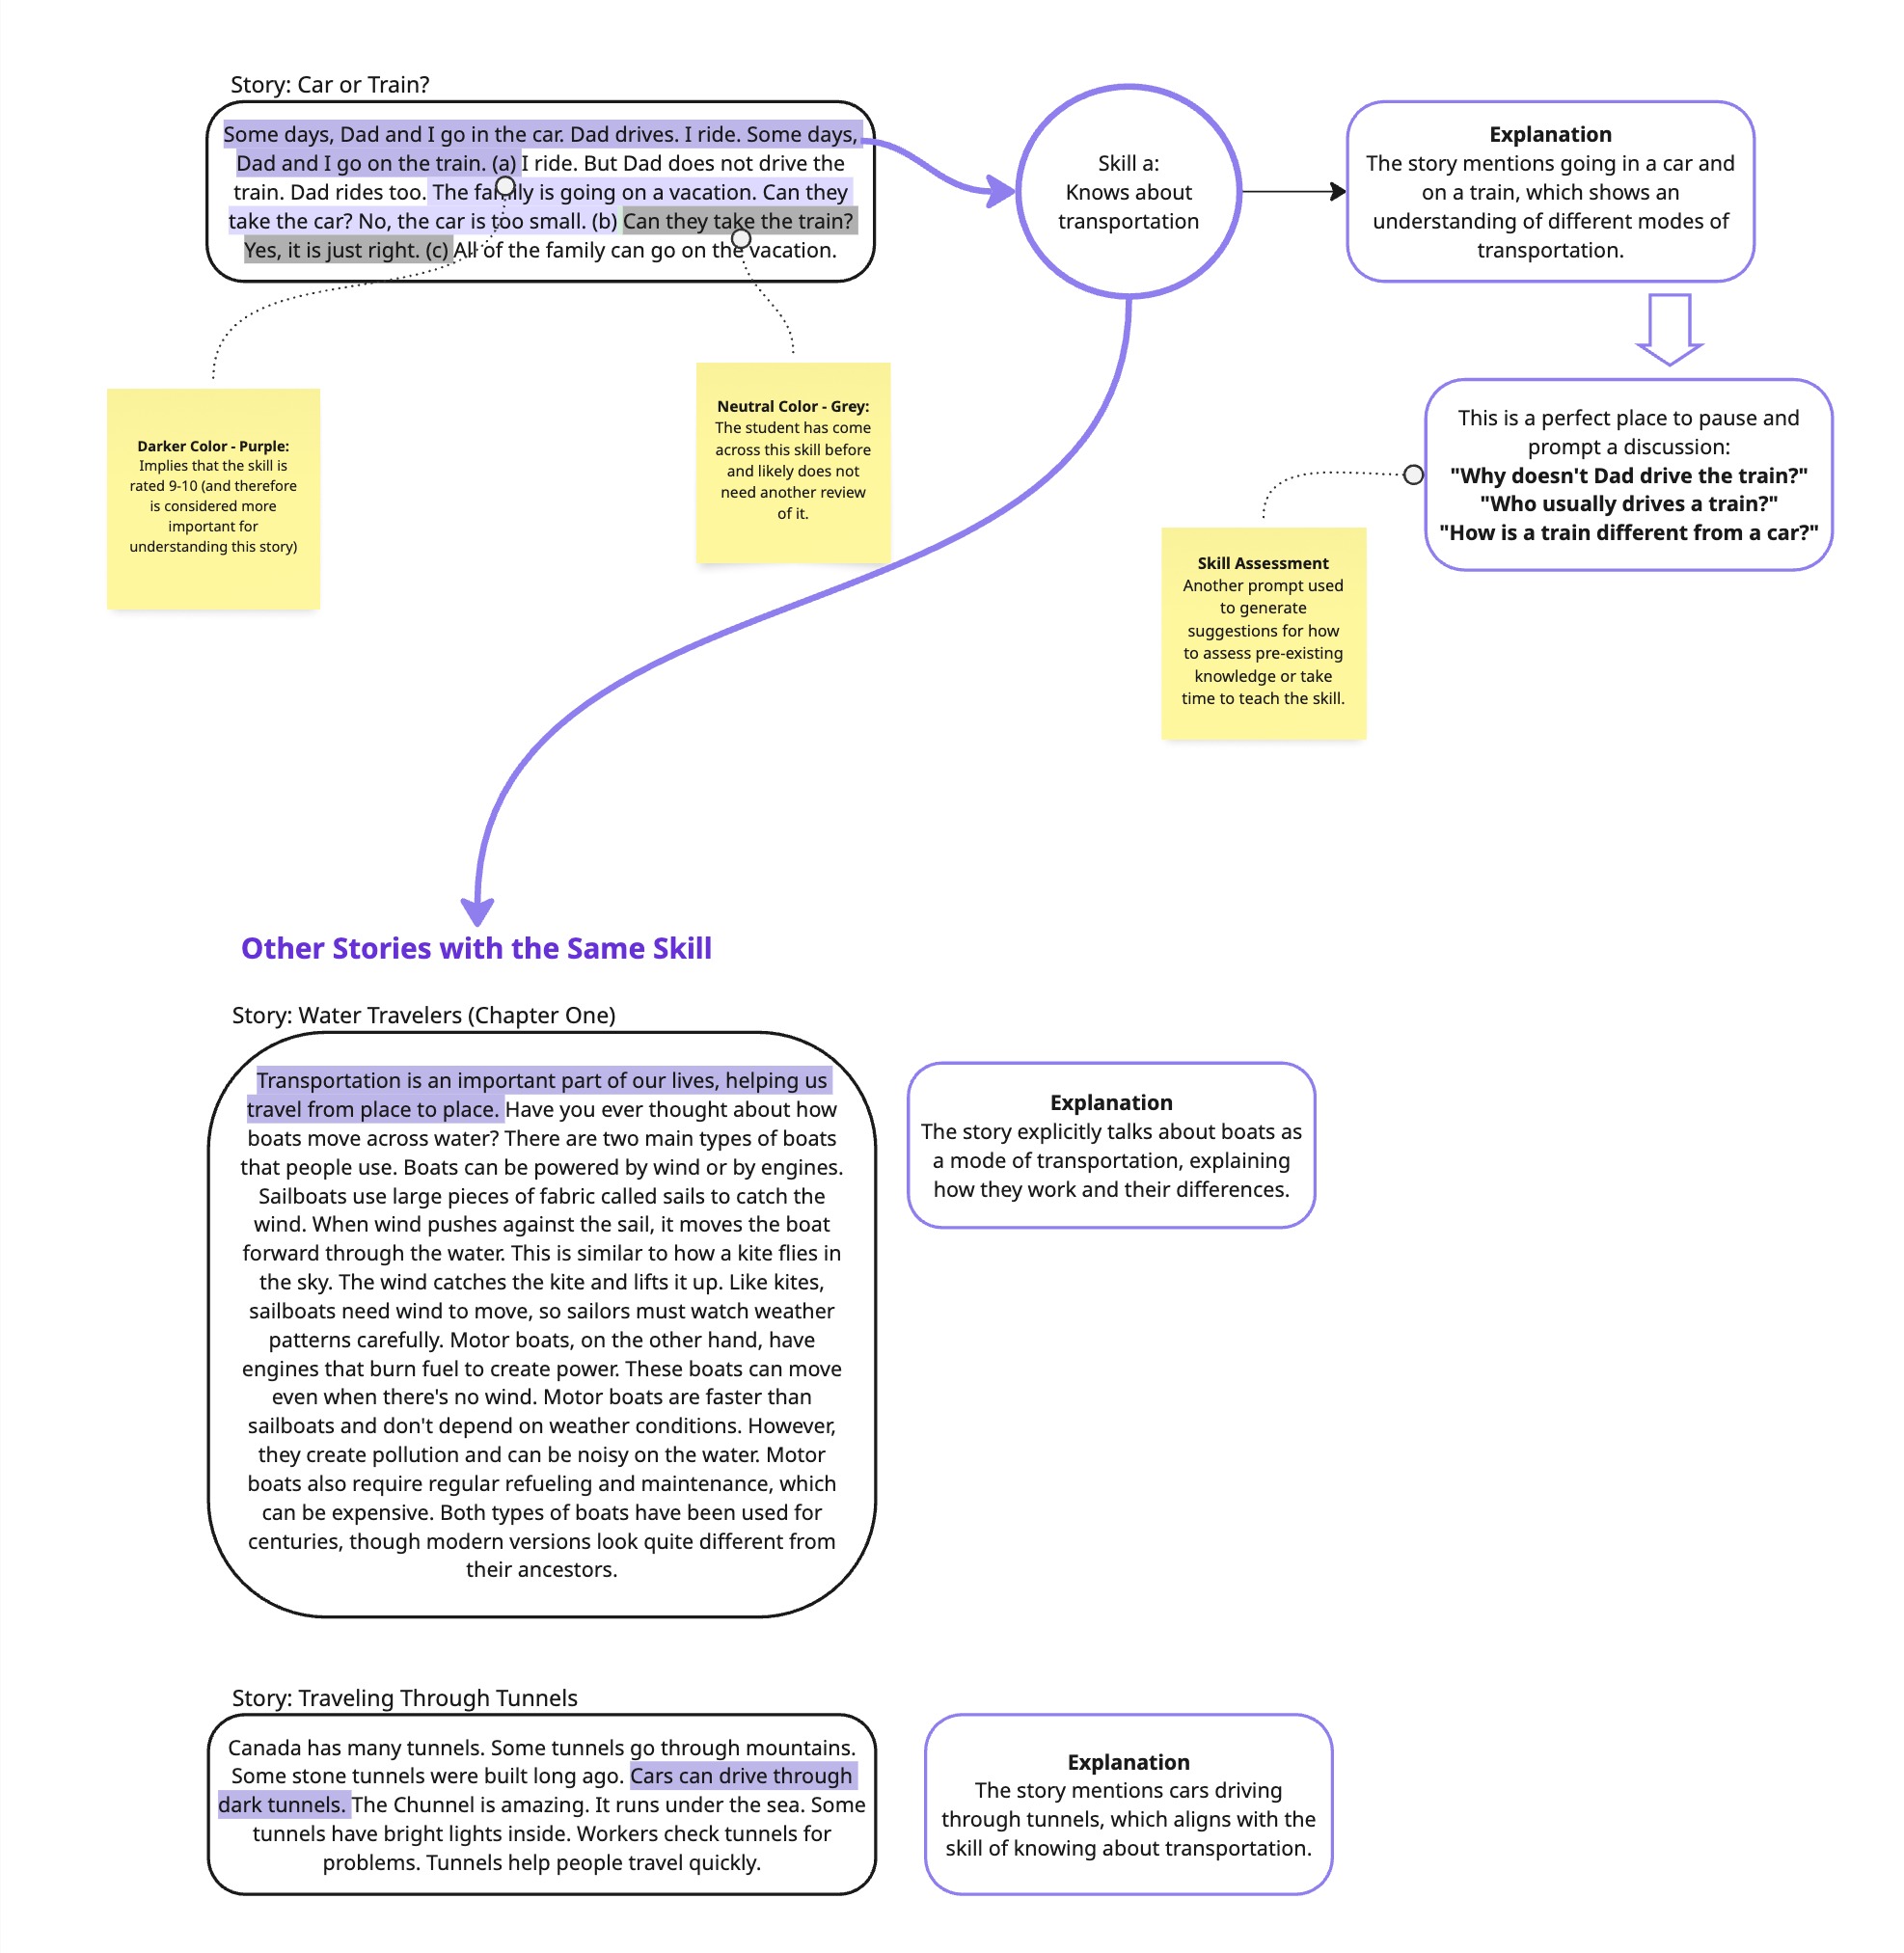 Story: Car or Train?
Some days, Dad and I go in the car. Dad drives. I ride. Some days,
Dad and I go on the train. (a) I ride. But Dad does not drive the
train. Dad rides too. The family is going on a vacation. Can they
take the car? No, the car is too small. (b) Can they take the train?
Yes, it is just right. (c) All of the family can go on the vacation.
Skill a:
Knows about
transportation
Explanation
The story mentions going in a car and
on a train, which shows an
understanding of different modes of
transportation.
This is a perfect place to pause and
prompt a discussion:
"Why doesn't Dad drive the train?"
"Who usually drives a train?"
"How is a train different from a car?"
Darker Color - Purple:
Implies that the skill is
rated 9-10 (and therefore
is considered more
important for
understanding this story)
Neutral Color - Grey:
The student has come
across this skill before
and likely does not
need another review
of it.
Skill Assessment
Another prompt used
to generate
suggestions for how
to assess pre-existing
knowledge or take
time to teach the skill.
Other Stories with the Same Skill
Story: Water Travelers (Chapter One)
Transportation is an important part of our lives, helping us
travel from place to place. Have you ever thought about how
boats move across water? There are two main types of boats
that people use. Boats can be powered by wind or by engines.
Sailboats use large pieces of fabric called sails to catch the
wind. When wind pushes against the sail, it moves the boat
forward through the water. This is similar to how a kite flies in
the sky. The wind catches the kite and lifts it up. Like kites,
sailboats need wind to move, so sailors must watch weather
patterns carefully. Motor boats, on the other hand, have
engines that burn fuel to create power. These boats can move
even when there's no wind. Motor boats are faster than
sailboats and don't depend on weather conditions. However,
they create pollution and can be noisy on the water. Motor
boats also require regular refueling and maintenance, which
can be expensive. Both types of boats have been used for
centuries, though modern versions look quite different from
their ancestors.
Explanation
The story explicitly talks about boats as
a mode of transportation, explaining
how they work and their differences.
Story: Traveling Through Tunnels
Canada has many tunnels. Some tunnels go through mountains.
Some stone tunnels were built long ago. Cars can drive through
dark tunnels. The Chunnel is amazing. It runs under the sea. Some
tunnels have bright lights inside. Workers check tunnels for
problems. Tunnels help people travel quickly.
Explanation
The story mentions cars driving
through tunnels, which aligns with the
skill of knowing about transportation.